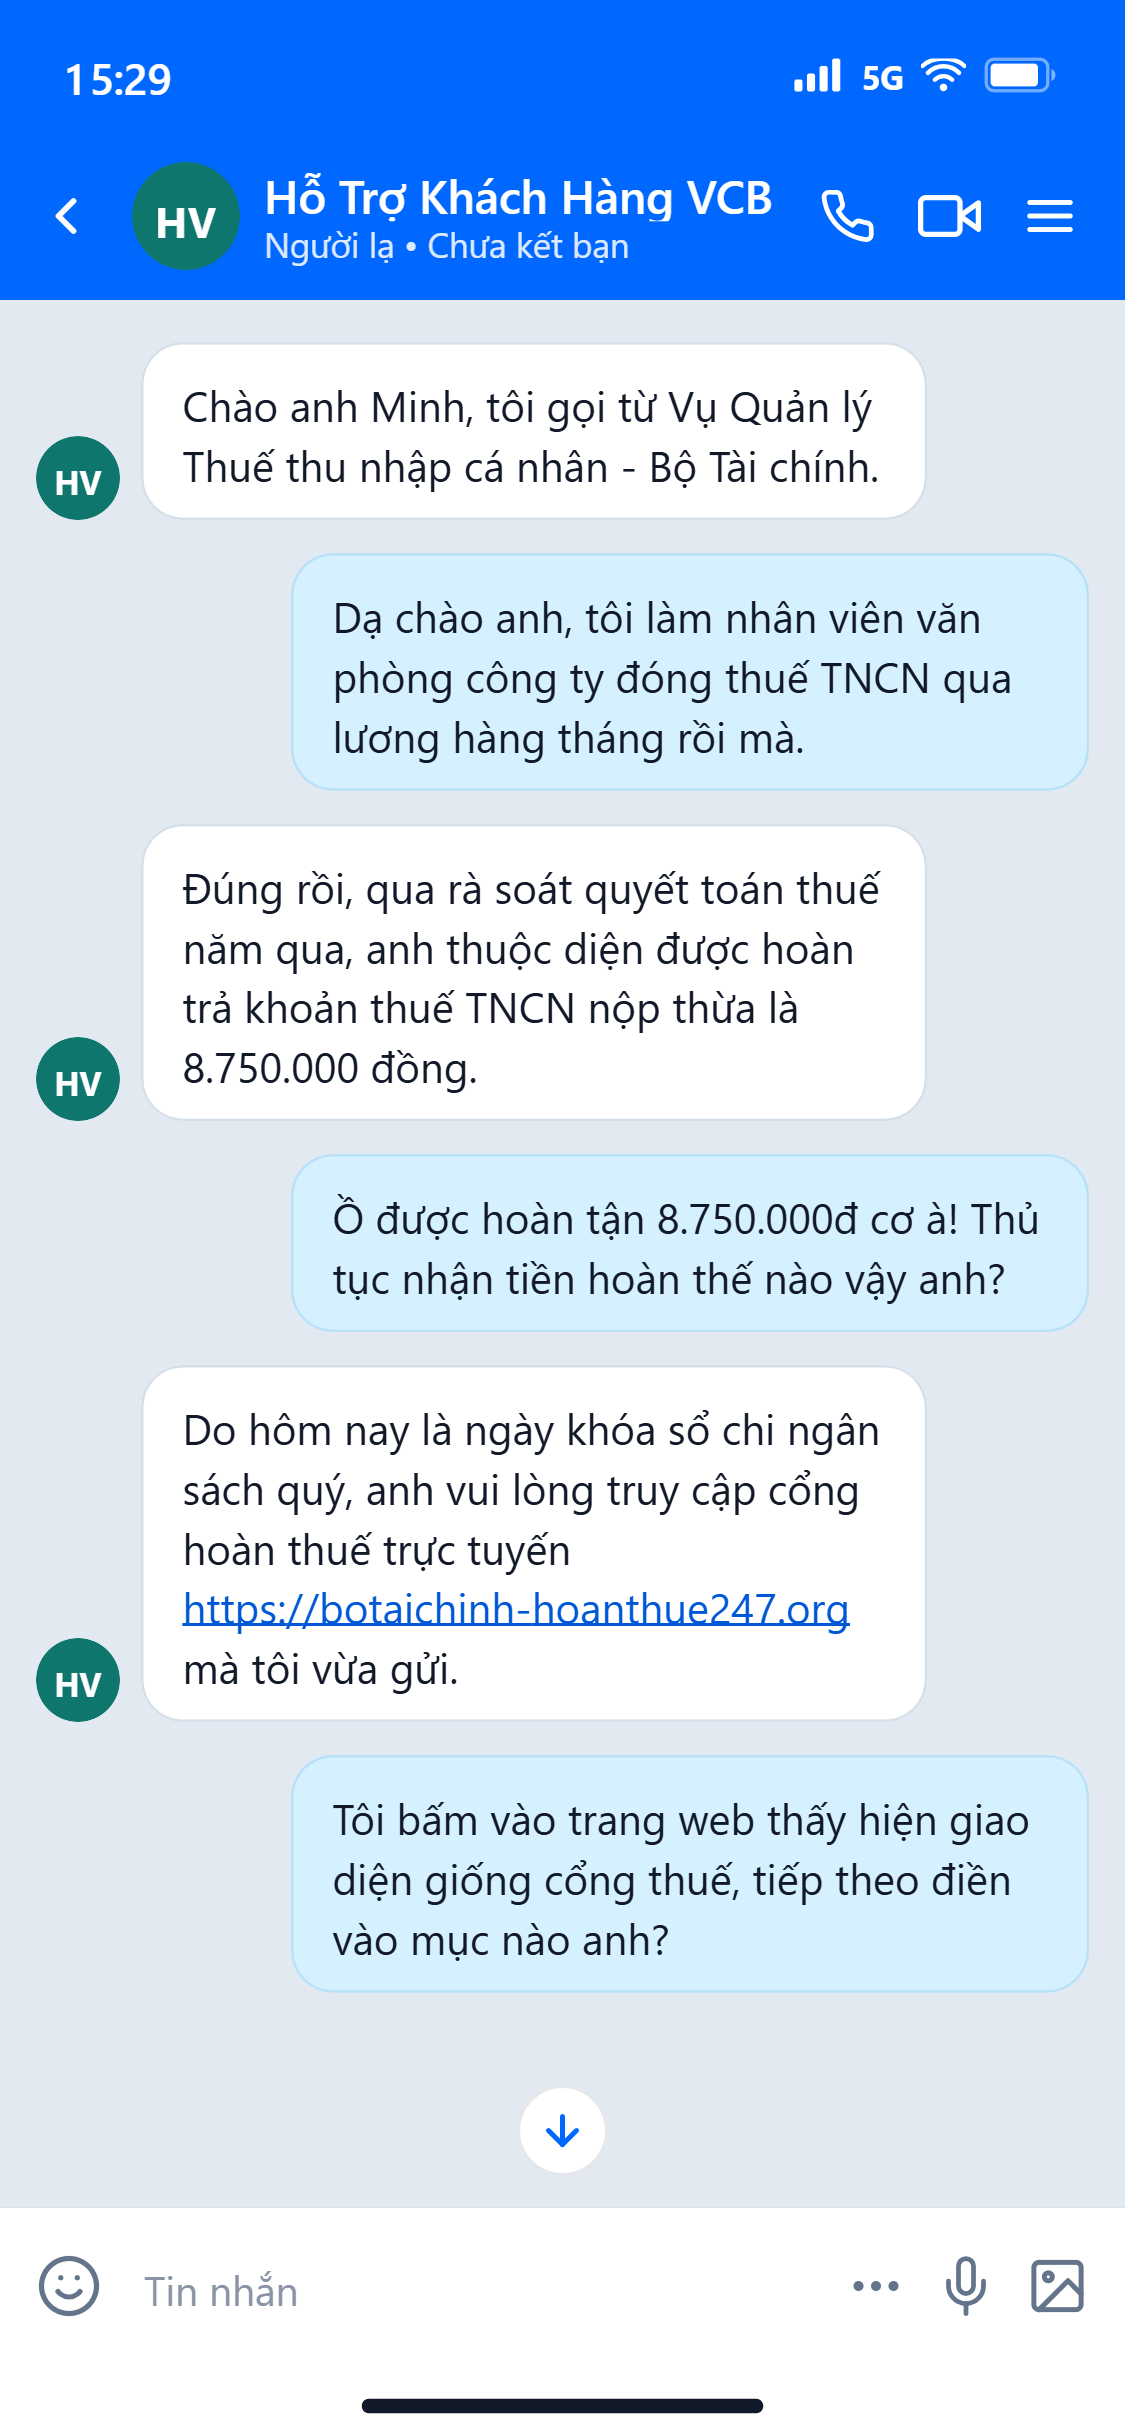 15:29
5G
HV
Hỗ Trợ Khách Hàng VCB
Người lạ • Chưa kết bạn
Chào anh Minh, tôi gọi từ Vụ Quản lý
Thuế thu nhập cá nhân - Bộ Tài chính.
HV
Dạ chào anh, tôi làm nhân viên văn
phòng công ty đóng thuế TNCN qua
lương hàng tháng rồi mà.
Đúng rồi, qua rà soát quyết toán thuế
năm qua, anh thuộc diện được hoàn
trả khoản thuế TNCN nộp thừa là
8.750.000 đồng.
HV
Ồ được hoàn tận 8.750.000đ cơ à! Thủ
tục nhận tiền hoàn thế nào vậy anh?
Do hôm nay là ngày khóa sổ chi ngân
sách quý, anh vui lòng truy cập cổng
hoàn thuế trực tuyến
https://botaichinh-hoanthue247.org
mà tôi vừa gửi.
HV
Tôi bấm vào trang web thấy hiện giao
diện giống cổng thuế, tiếp theo điền
vào mục nào anh?
Tin nhắn